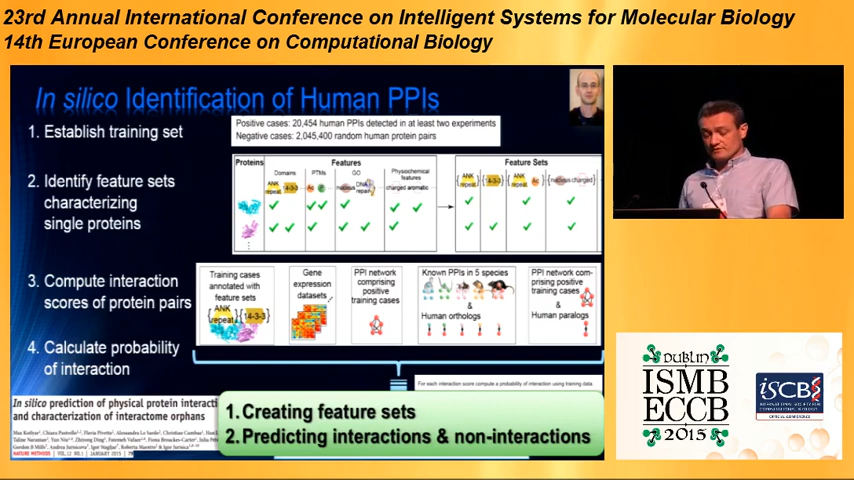 23rd Annual International Conference on Intelligent Systems for Molecular Biology
14th European Conference on Computational Biology
In silico Identification of Human PPIs
1. Establish training set
Positive cases: 20,454 human PPIs detected in at least two experiments
Negative cases: 2,045,400 random human protein pairs
2. Identify feature sets
characterizing
single proteins
Proteins
Features
Feature Sets
Domains
PTMs
GO
Physiochemical
features
ANK
repeat
14-3-3
Ac
nucleus
DNA
repair
charged aromatic
ANK
repeat
14-3-3
ANK
repeat
Ac
nucleus charged
3. Compute interaction
scores of protein pairs
Training cases
annotated with
feature sets
ANK
repeat
14-3-3
Gene
expression
datasets
PPI network
comprising
positive
training cases
Known PPIs in 5 species
&
Human orthologs
PPI network com-
prising positive
training cases
&
Human paralogs
4. Calculate probability
of interaction
For each interaction score compute a probability of interaction using training data.
In silico prediction of physical protein interacti
and characterization of interactome orphans
NATURE METHODS | VOL.12 NO.1 | JANUARY 2015
1. Creating feature sets
2. Predicting interactions & non-interactions
DUBLIN
ISMB
ECCB
2015
iSCB